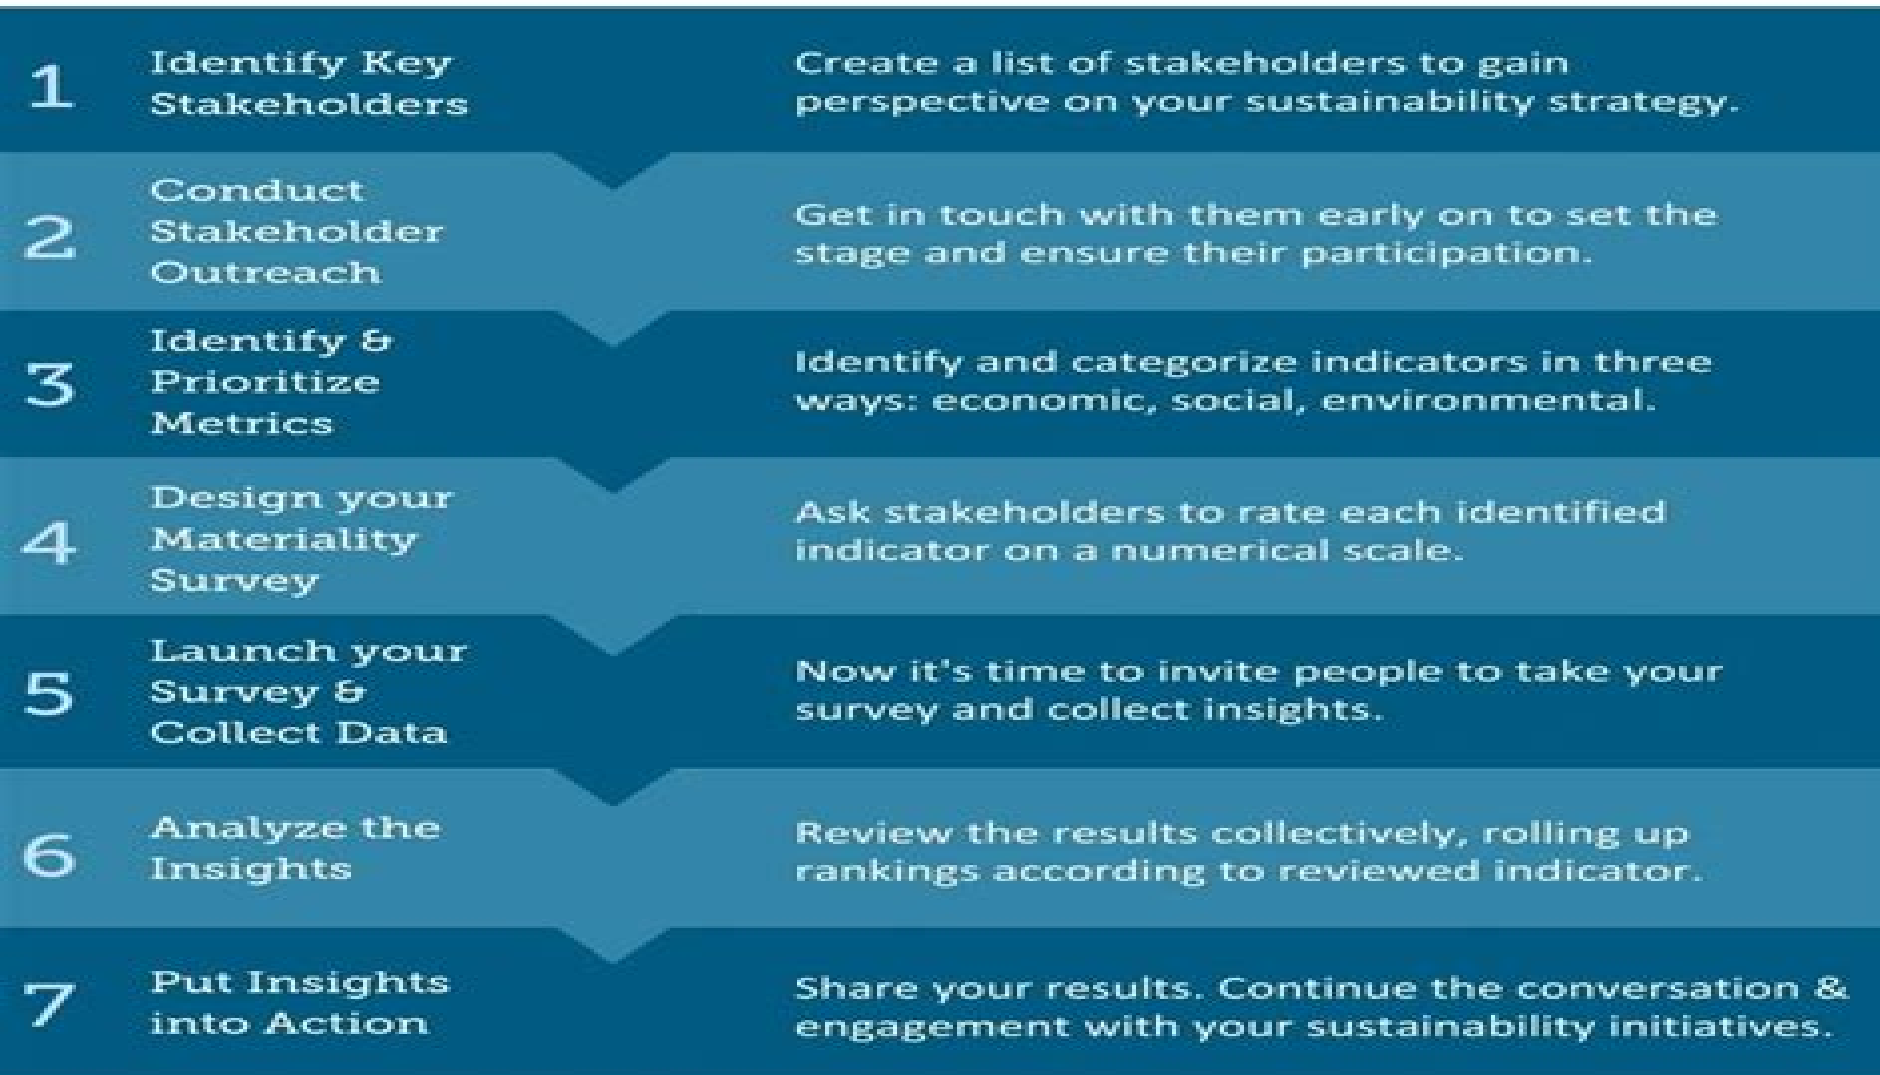 1
Identify Key
Stakeholders
Create a list of stakeholders to gain
perspective on your sustainability strategy.
2
Conduct
Stakeholder
Outreach
Get in touch with them early on to set the
stage and ensure their participation.
3
Identify &
Prioritize
Metrics
Identify and categorize indicators in three
ways: economic, social, environmental.
4
Design your
Materiality
Survey
Ask stakeholders to rate each identified
indicator on a numerical scale.
5
Launch your
Survey &
Collect Data
Now it's time to invite people to take your
survey and collect insights.
6
Analyze the
Insights
Review the results collectively, rolling up
rankings according to reviewed indicator.
7
Put Insights
into Action
Share your results. Continue the conversation &
engagement with your sustainability initiatives.